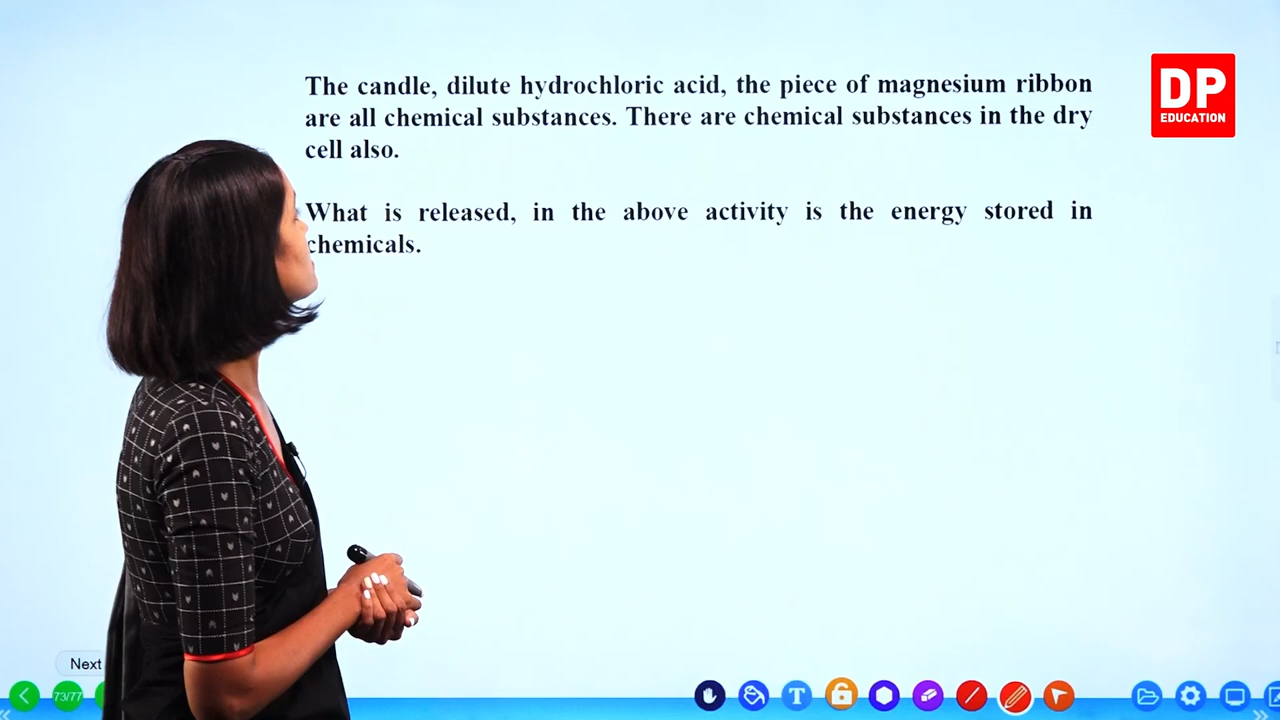 The candle, dilute hydrochloric acid, the piece of magnesium ribbon
are all chemical substances. There are chemical substances in the dry
cell also.
What is released, in the above activity is the energy stored in
chemicals.
DP
EDUCATION
Next
73/77
T